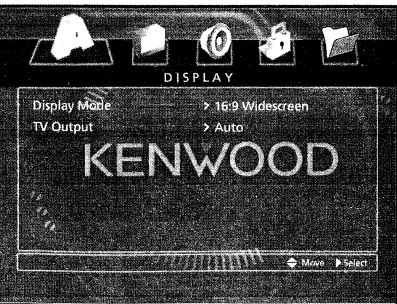 DISPLAY
Display Mode > 16:9 Widescreen
TV Output > Auto
KENWOOD
Move Select